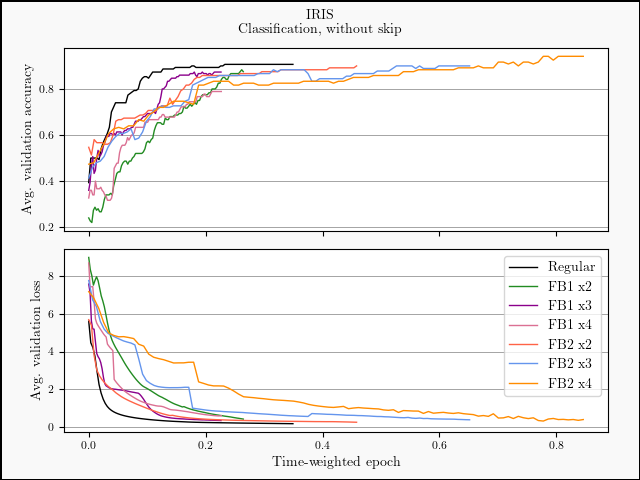 IRIS
Classification, without skip
Avg. validation accuracy
0.8
0.6
0.4
0.2
Avg. validation loss
8
6
4
2
0
Regular
FB1 x2
FB1 x3
FB1 x4
FB2 x2
FB2 x3
FB2 x4
0.0 0.2 0.4 0.6 0.8
Time-weighted epoch